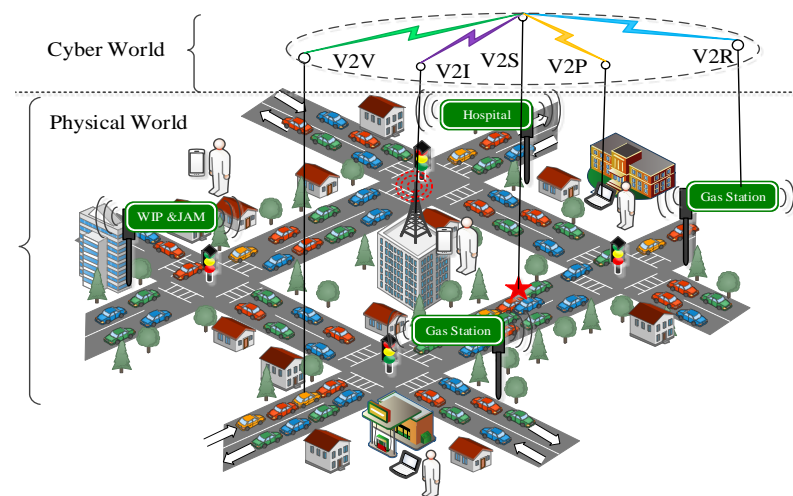 Cyber World
V2V
V2I
V2S
V2P
V2R
Physical World
Hospital
WIP &JAM
Gas Station
Gas Station